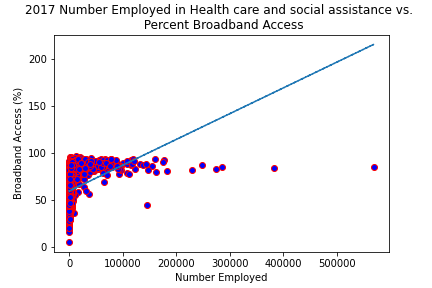 2017 Number Employed in Health care and social assistance vs.
Percent Broadband Access
200
150
100
50
0
Broadband Access (%)
0 100000 200000 300000 400000 500000
Number Employed